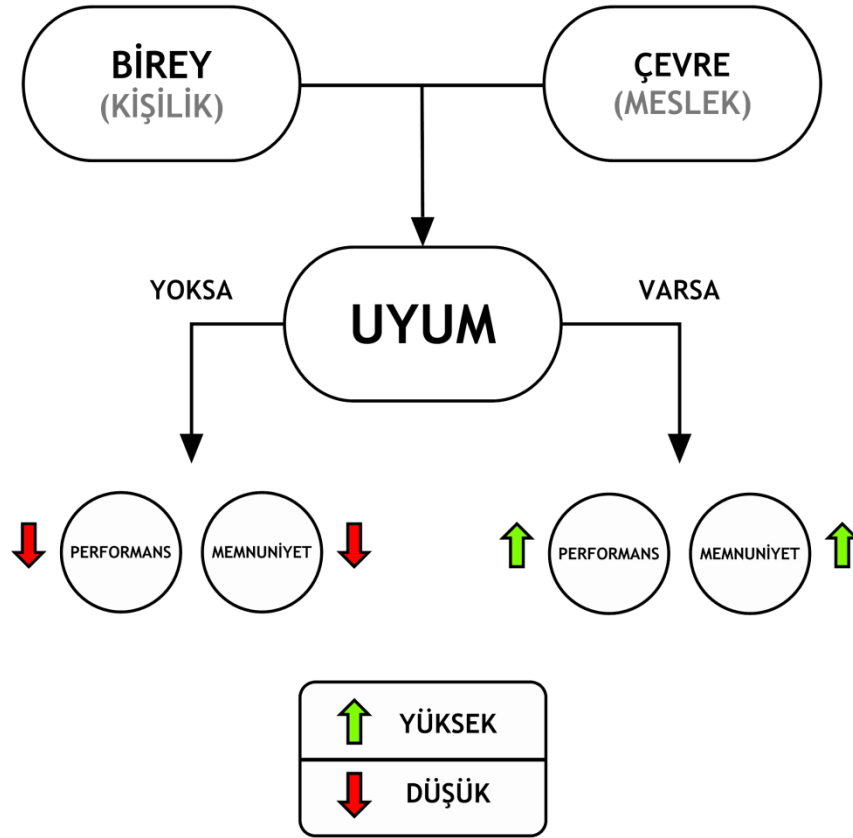 BİREY
(KİŞİLİK)
ÇEVRE
(MESLEK)
YOKSA
UYUM
VARSA
PERFORMANS
MEMNUNİYET
PERFORMANS
MEMNUNİYET
YÜKSEK
DÜŞÜK